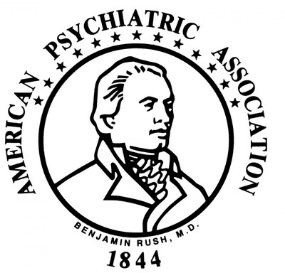 AMERICAN PSYCHIATRIC ASSOCIATION
BENJAMIN RUSH, M.D.
1844